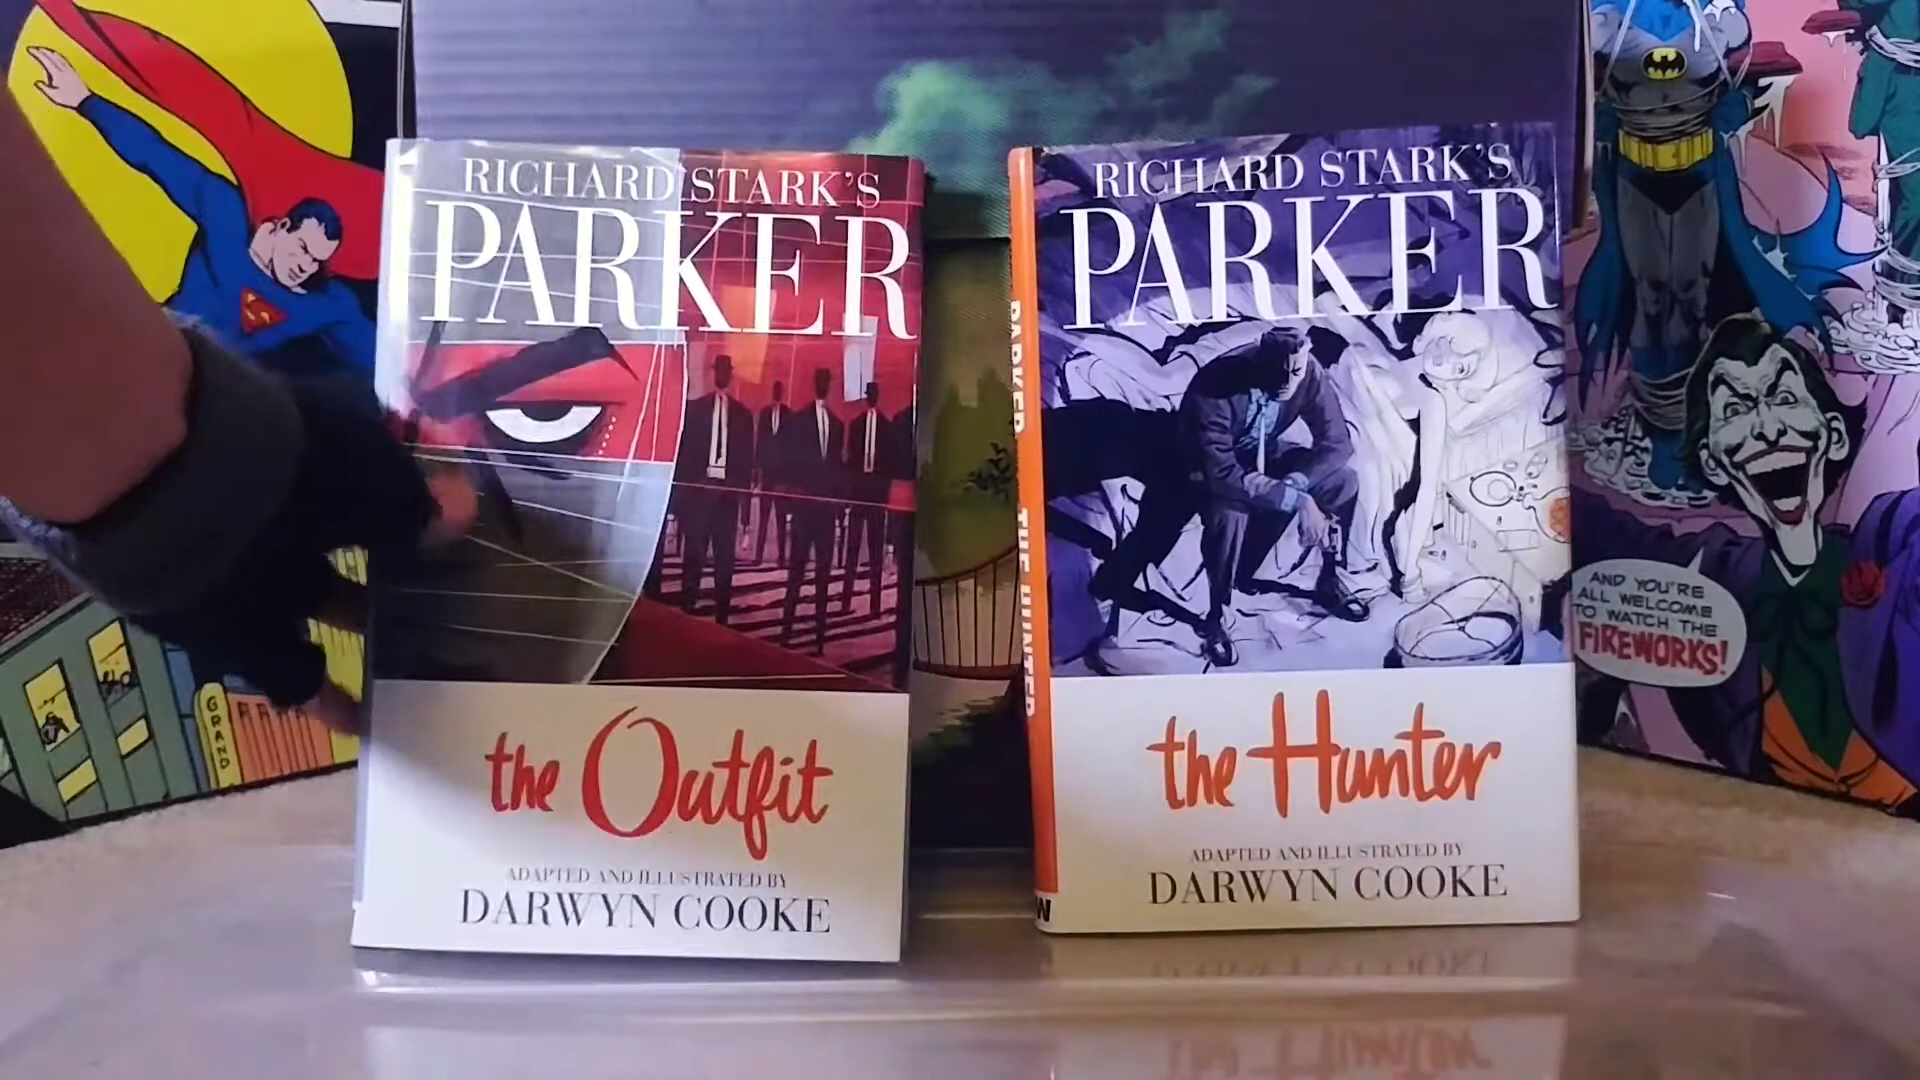 RICHARD STARK'S
PARKER
the Outfit
ADAPTED AND ILLUSTRATED BY
DARWYN COOKE
PARKER THE HUNTER
W
RICHARD STARK'S
PARKER
the Hunter
ADAPTED AND ILLUSTRATED BY
DARWYN COOKE
GRAND
AND YOU'RE
ALL WELCOME
TO WATCH THE
FIREWORKS!